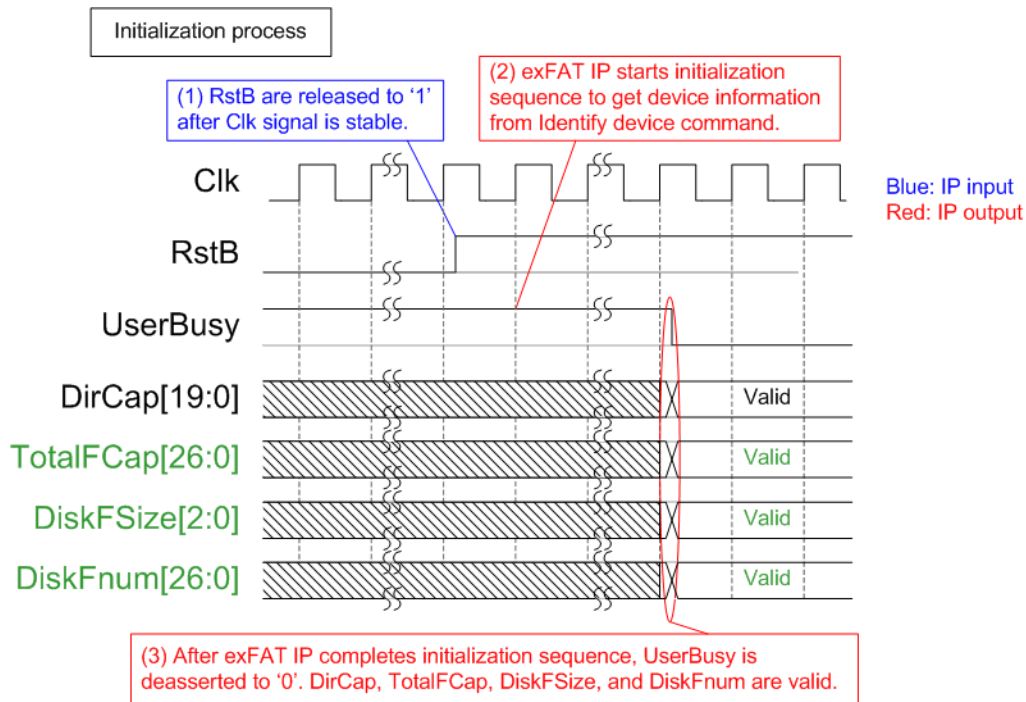 Initialization process
(1) RstB are released to ‘1’
after Clk signal is stable.
(2) exFAT IP starts initialization
sequence to get device information
from Identify device command.
Clk
Blue: IP input
Red: IP output
RstB
UserBusy
DirCap[19:0]
Valid
TotalFCap[26:0]
Valid
DiskFSize[2:0]
Valid
DiskFnum[26:0]
Valid
(3) After exFAT IP completes initialization sequence, UserBusy is
deasserted to ‘0’. DirCap, TotalFCap, DiskFSize, and DiskFnum are valid.